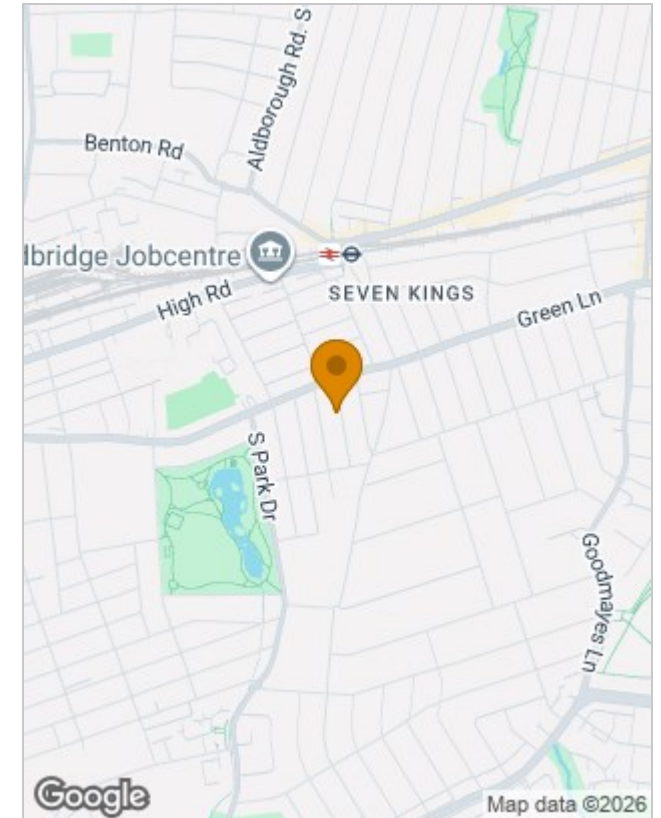 Aldborough Rd. S
Benton Rd
dbridge Jobcentre
High Rd
SEVEN KINGS
Green Ln
S Park Dr
Goodmayes Ln
Google
Map data ©2026